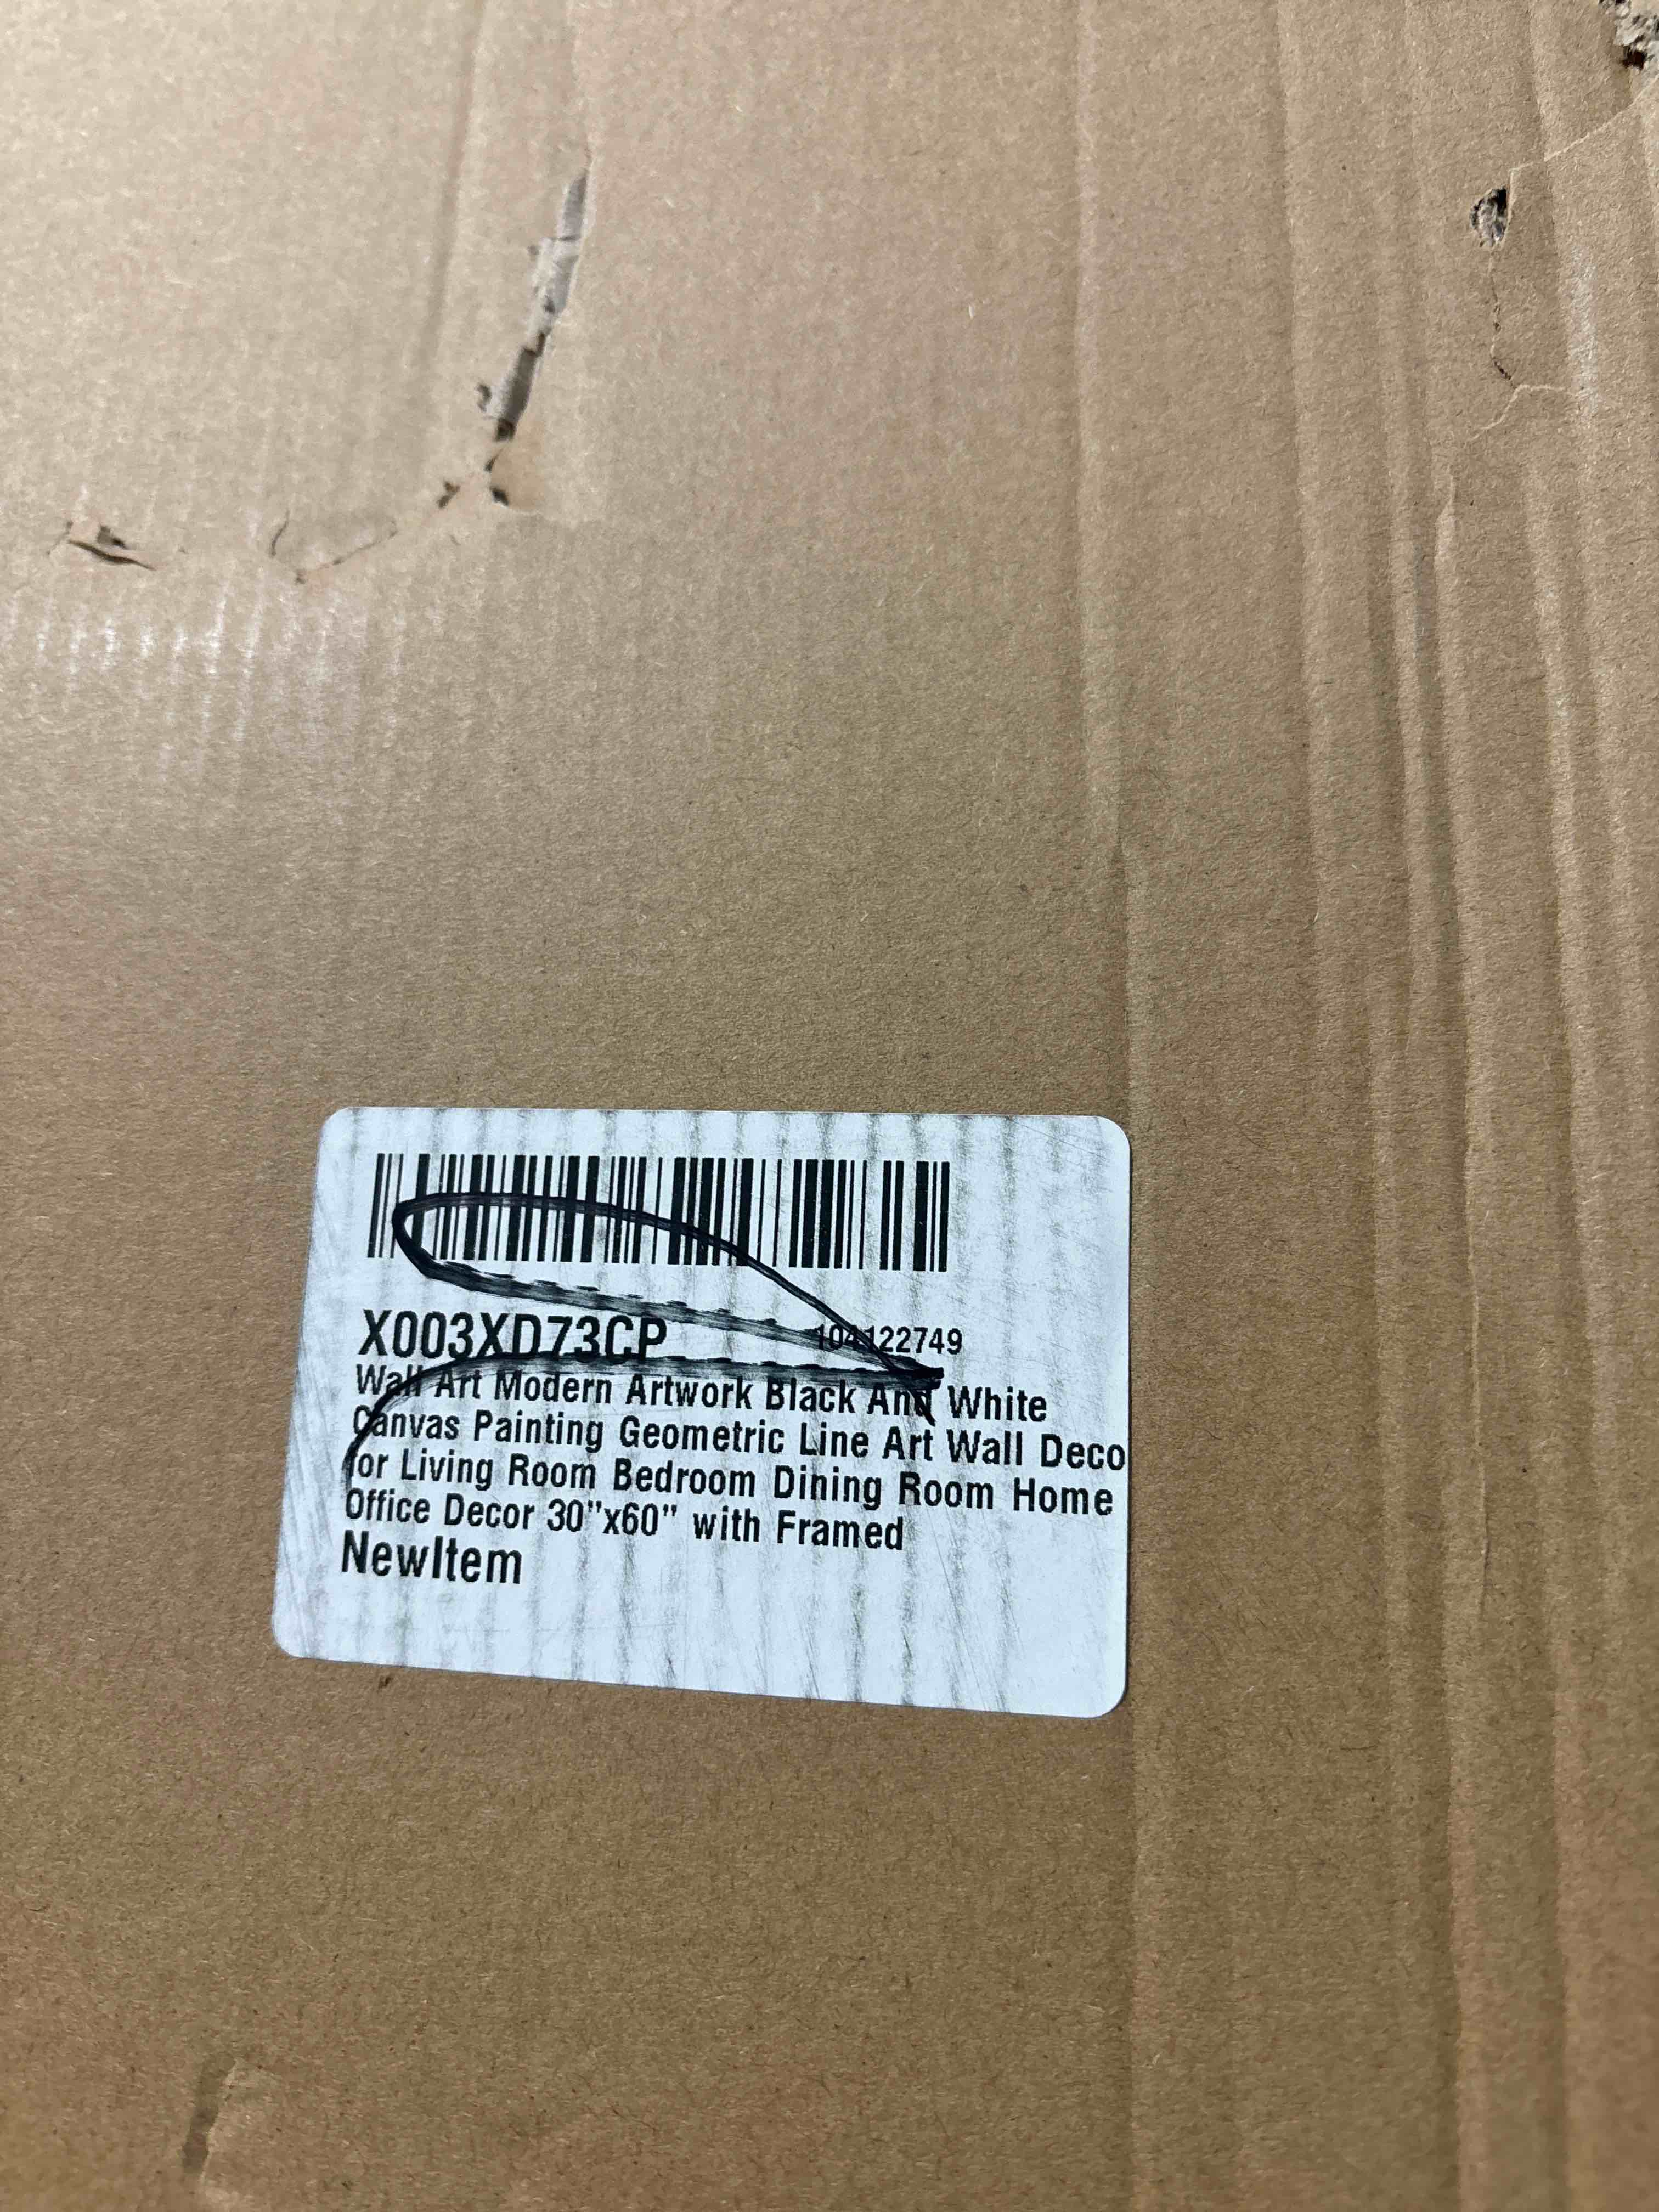 X003XD73CP 104122749
Wall Art Modern Artwork Black And White
Canvas Painting Geometric Line Art Wall Deco
for Living Room Bedroom Dining Room Home
Office Decor 30"x60" with Framed
NewItem